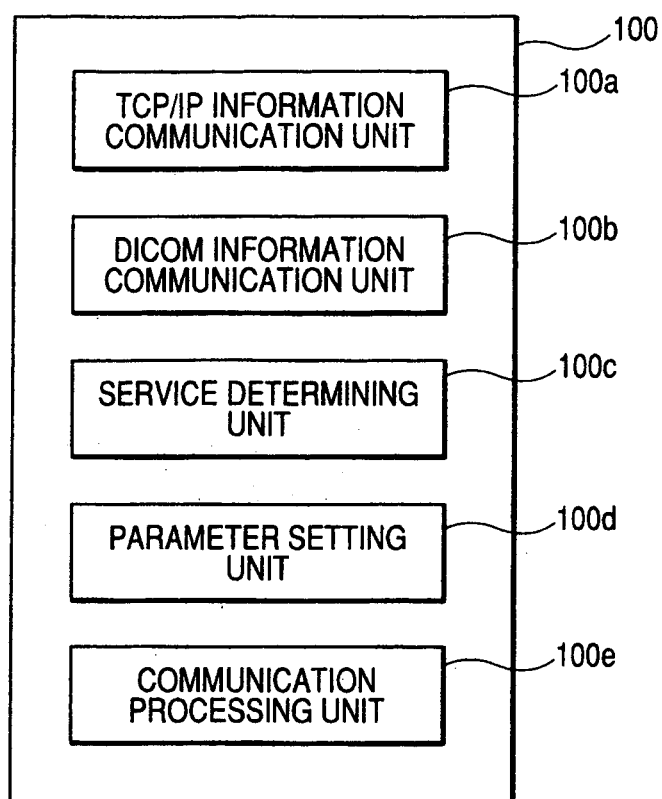 100
TCP/IP INFORMATION
COMMUNICATION UNIT
100a
DICOM INFORMATION
COMMUNICATION UNIT
100b
SERVICE DETERMINING
UNIT
100c
PARAMETER SETTING
UNIT
100d
COMMUNICATION
PROCESSING UNIT
100e